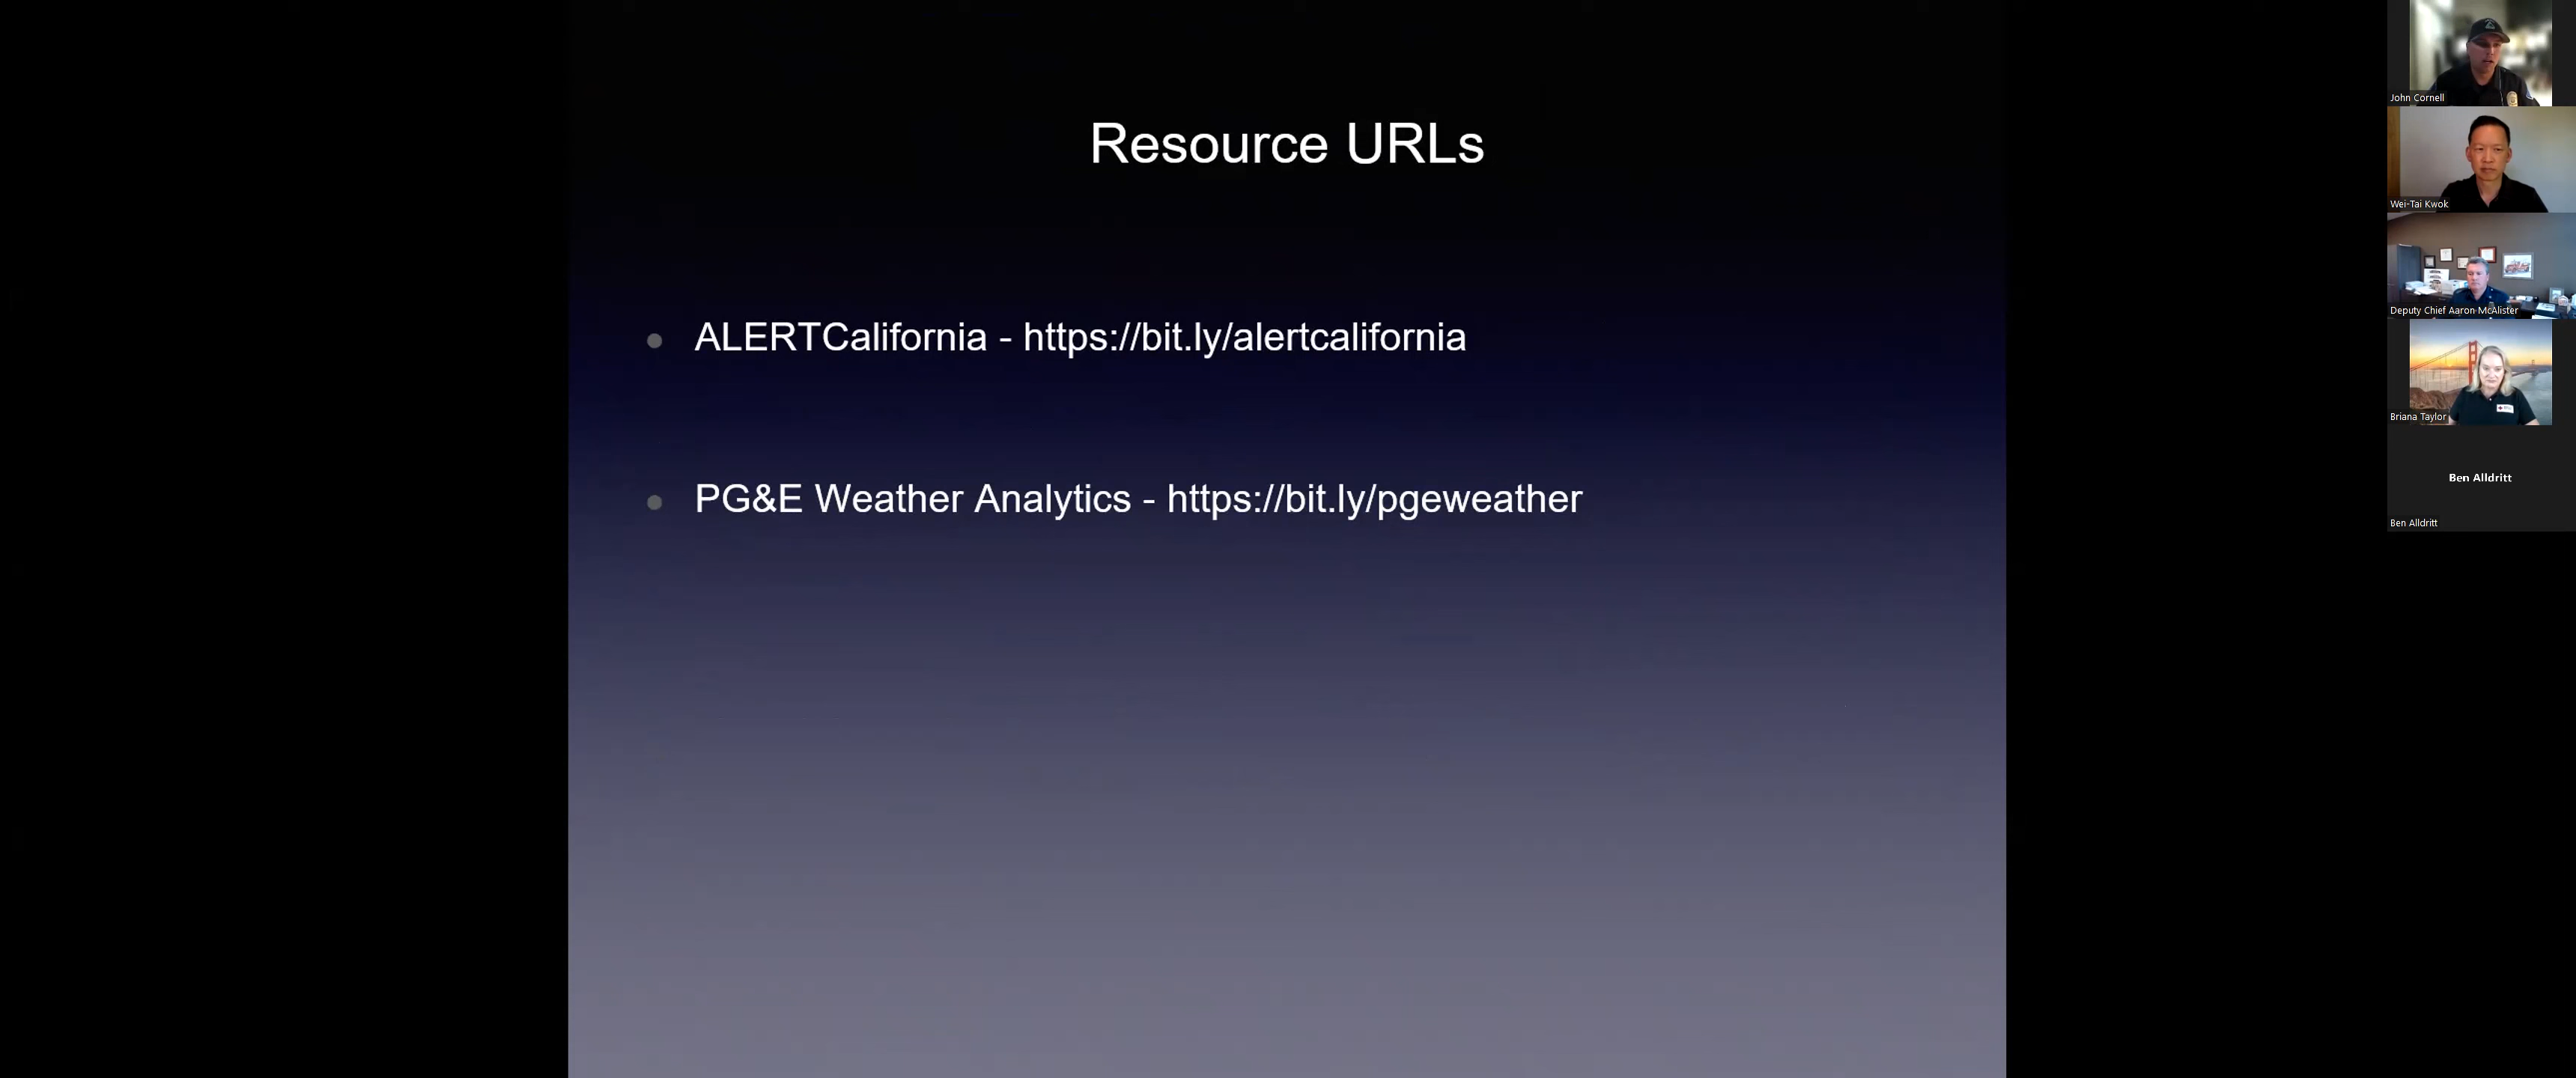 Resource URLs
ALERTCalifornia - https://bit.ly/alertcalifornia
PG&E Weather Analytics - https://bit.ly/pgeweather
John Cornell
Wei-Tai Kwok
Deputy Chief Aaron McAlister
Briana Taylor
Ben Alldritt
Ben Alldritt